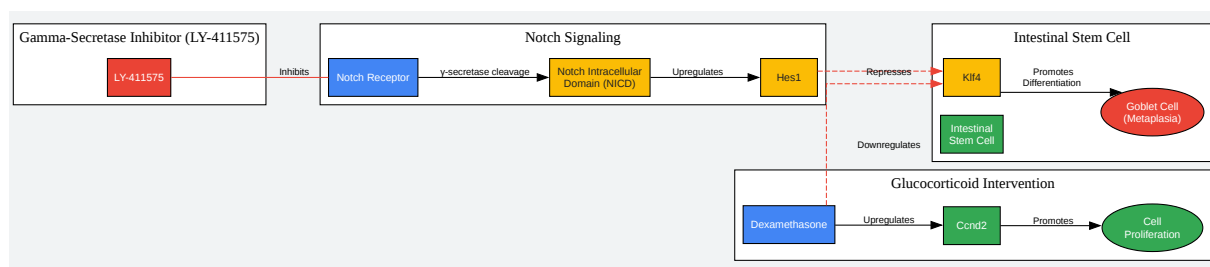 Gamma-Secretase Inhibitor (LY-411575)
LY-411575
Inhibits
Notch Signaling
Notch Receptor
γ-secretase cleavage
Notch Intracellular
Domain (NICD)
Upregulates
Hes1
Represses
Intestinal Stem Cell
Klf4
Promotes
Differentiation
Goblet Cell
(Metaplasia)
Intestinal
Stem Cell
Downregulates
Glucocorticoid Intervention
Dexamethasone
Upregulates
Ccnd2
Promotes
Cell
Proliferation